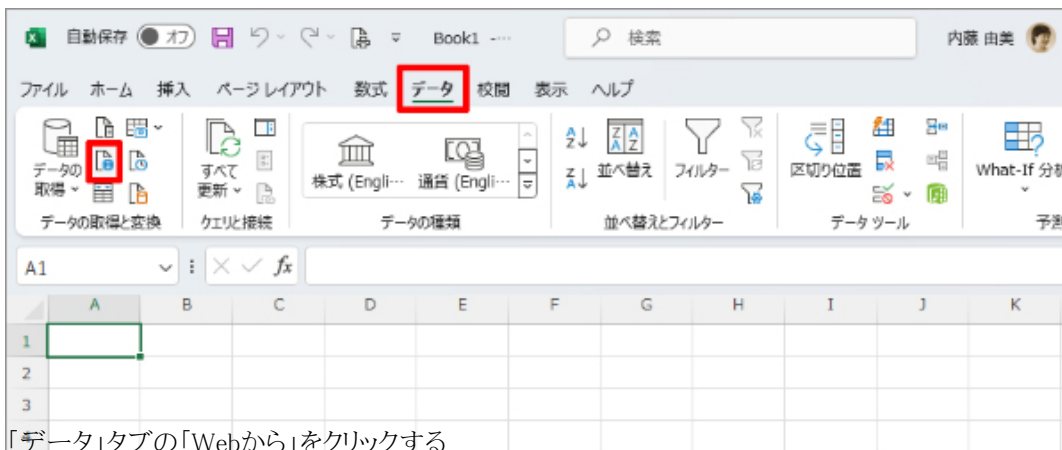 自動保存 オフ Book1 -… 検索 内藤 由美
ファイル ホーム 挿入 ページ レイアウト 数式 データ 校閲 表示 ヘルプ
データの
取得
すべて
更新
株式 (Engli… 通貨 (Engli…
並べ替え フィルター
区切り位置
What-If 分析
データの取得と変換 クエリと接続 データの種類 並べ替えとフィルター データ ツール 予測
A1 fx
A B C D E F G H I J K
1
2
3
「データ」タブの「Webから」をクリックする